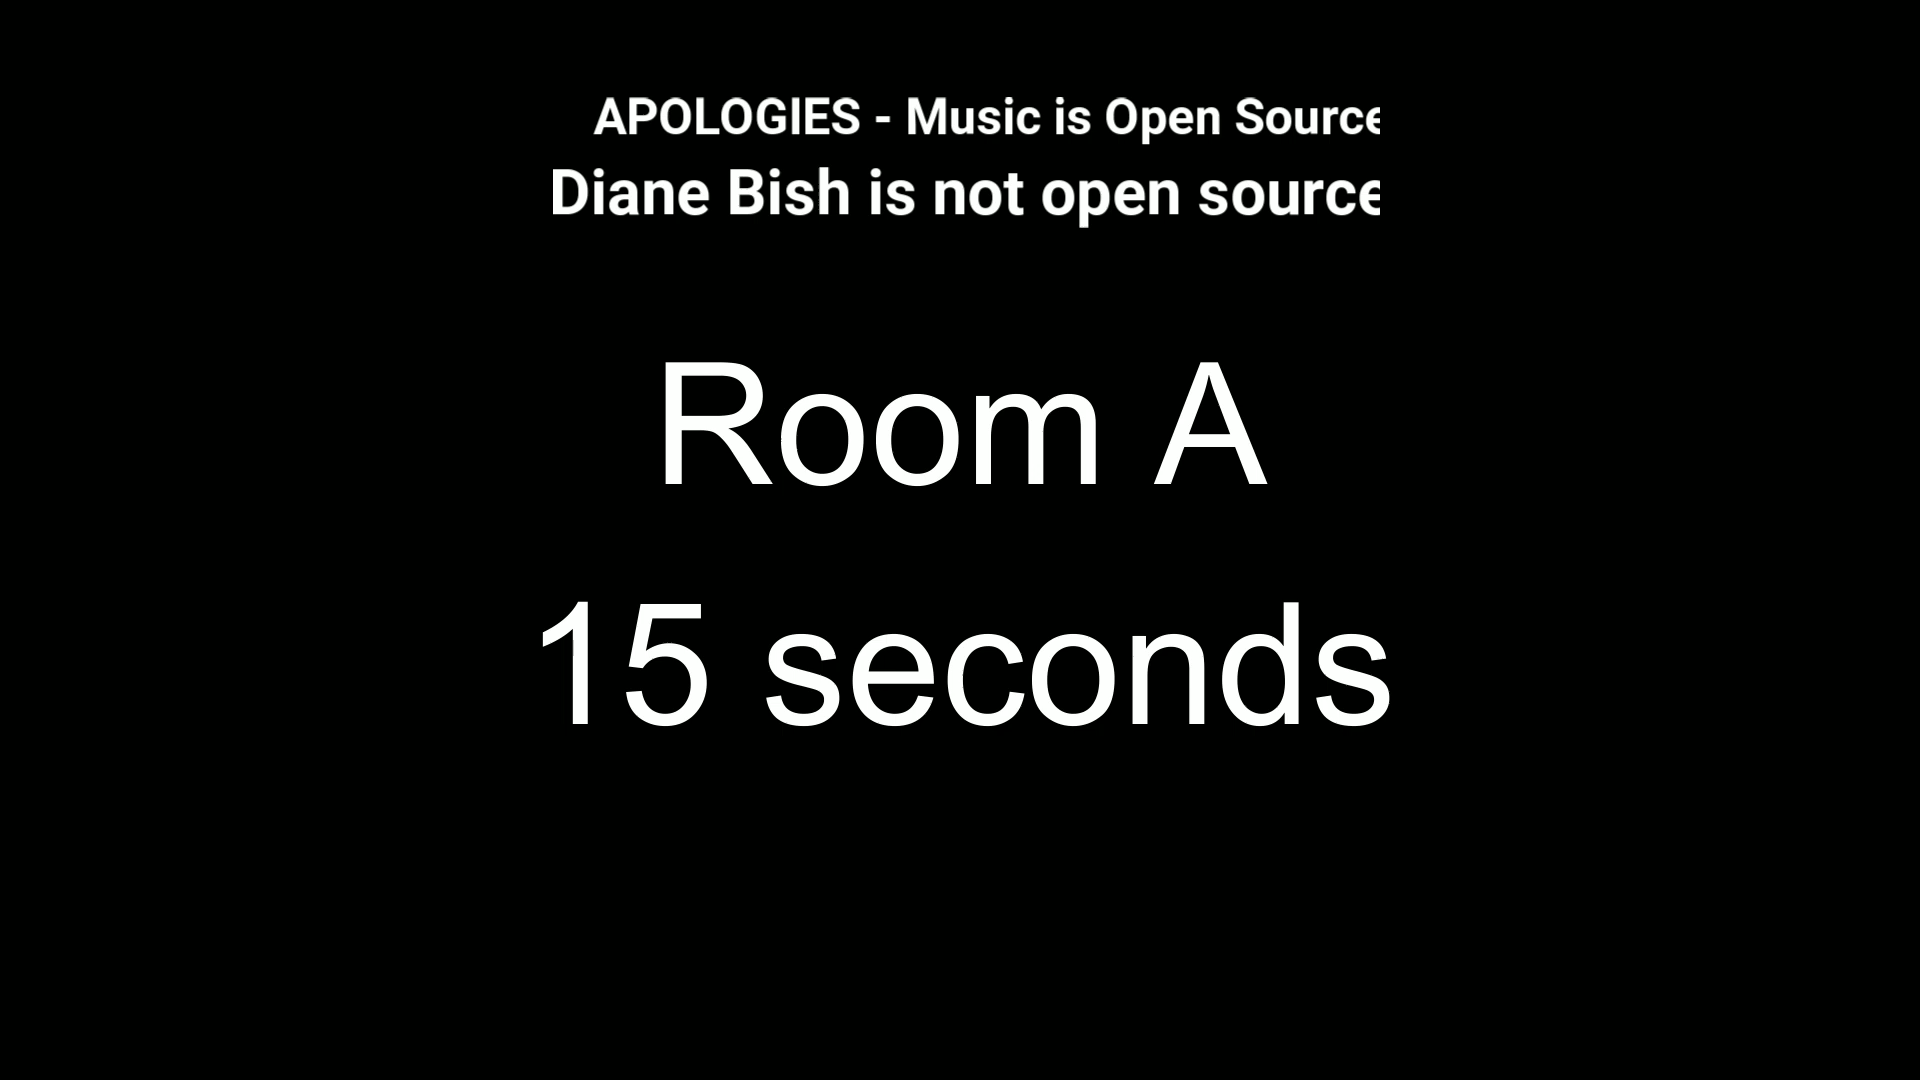 APOLOGIES - Music is Open Source
Diane Bish is not open source
Room A
15 seconds